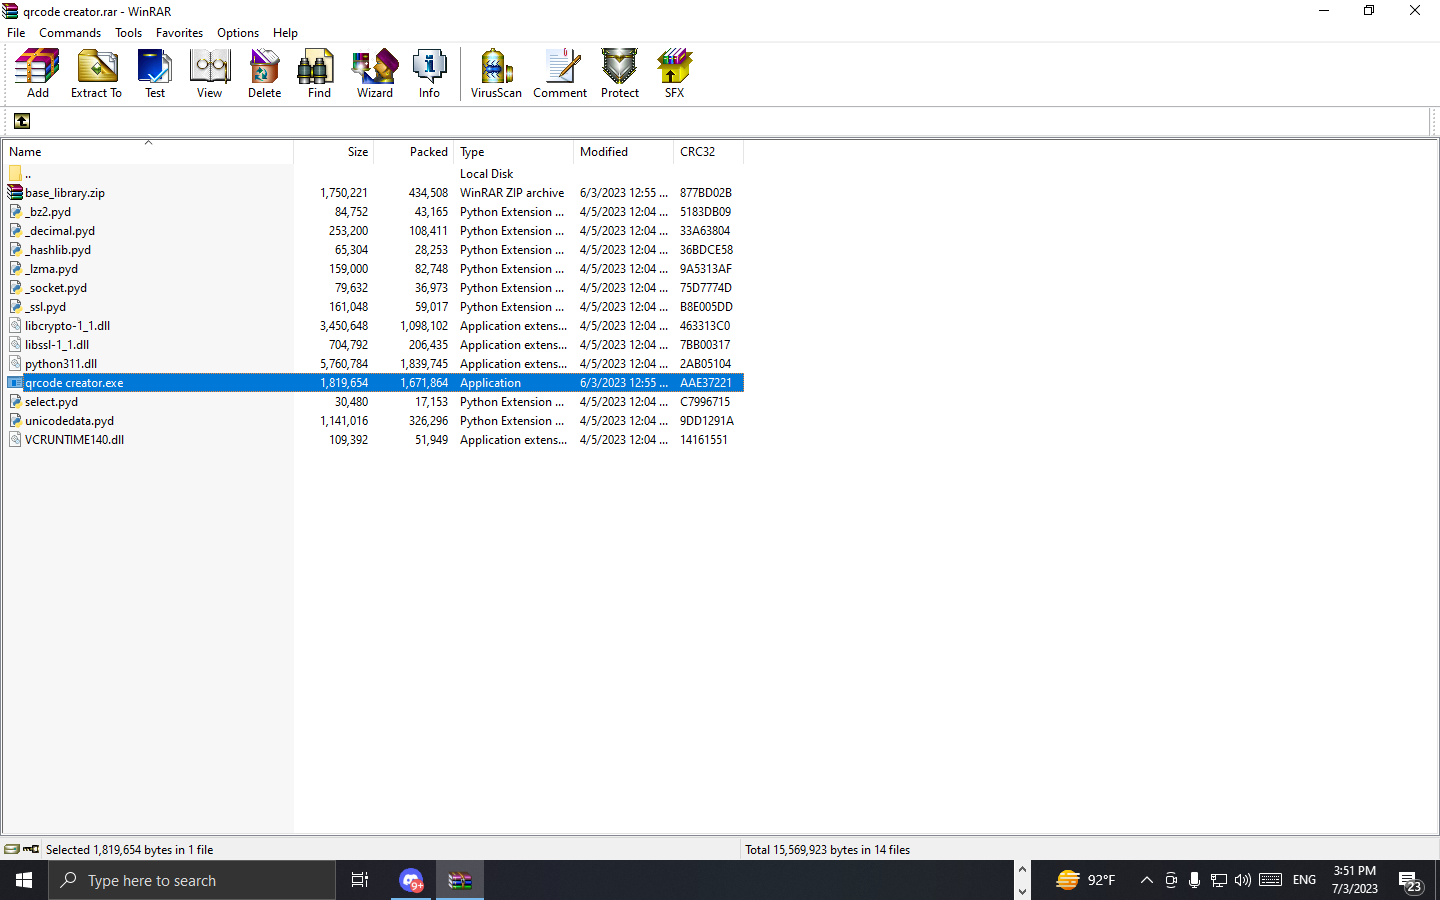 qrcode creator.rar - WinRAR
File Commands Tools Favorites Options Help
Add Extract To Test View Delete Find Wizard Info VirusScan Comment Protect SFX
Name Size Packed Type Modified CRC32
.. Local Disk
base_library.zip 1,750,221 434,508 WinRAR ZIP archive 6/3/2023 12:55 ... 877BD02B
_bz2.pyd 84,752 43,165 Python Extension ... 4/5/2023 12:04 ... 5183DB09
_decimal.pyd 253,200 108,411 Python Extension ... 4/5/2023 12:04 ... 33A63804
_hashlib.pyd 65,304 28,253 Python Extension ... 4/5/2023 12:04 ... 36BDCE58
_lzma.pyd 159,000 82,748 Python Extension ... 4/5/2023 12:04 ... 9A5313AF
_socket.pyd 79,632 36,973 Python Extension ... 4/5/2023 12:04 ... 75D7774D
_ssl.pyd 161,048 59,017 Python Extension ... 4/5/2023 12:04 ... B8E005DD
libcrypto-1_1.dll 3,450,648 1,098,102 Application extens... 4/5/2023 12:04 ... 463313C0
libssl-1_1.dll 704,792 206,435 Application extens... 4/5/2023 12:04 ... 7BB00317
python311.dll 5,760,784 1,839,745 Application extens... 4/5/2023 12:04 ... 2AB05104
qrcode creator.exe 1,819,654 1,671,864 Application 6/3/2023 12:55 ... AAE37221
select.pyd 30,480 17,153 Python Extension ... 4/5/2023 12:04 ... C7996715
unicodedata.pyd 1,141,016 326,296 Python Extension ... 4/5/2023 12:04 ... 9DD1291A
VCRUNTIME140.dll 109,392 51,949 Application extens... 4/5/2023 12:04 ... 14161551
Selected 1,819,654 bytes in 1 file Total 15,569,923 bytes in 14 files
Type here to search 9+ 92°F ENG 3:51 PM
7/3/2023 23